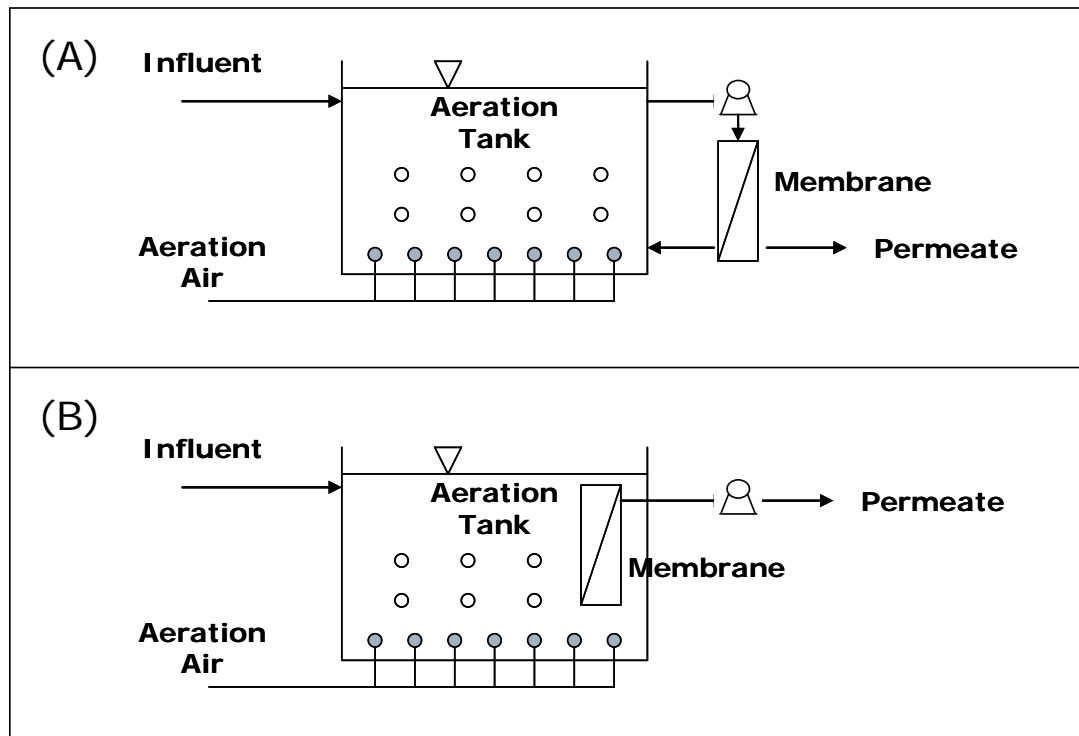 (A)
Influent
Aeration
Tank
Membrane
Aeration
Air
Permeate
(B)
Influent
Aeration
Tank
Permeate
Membrane
Aeration
Air